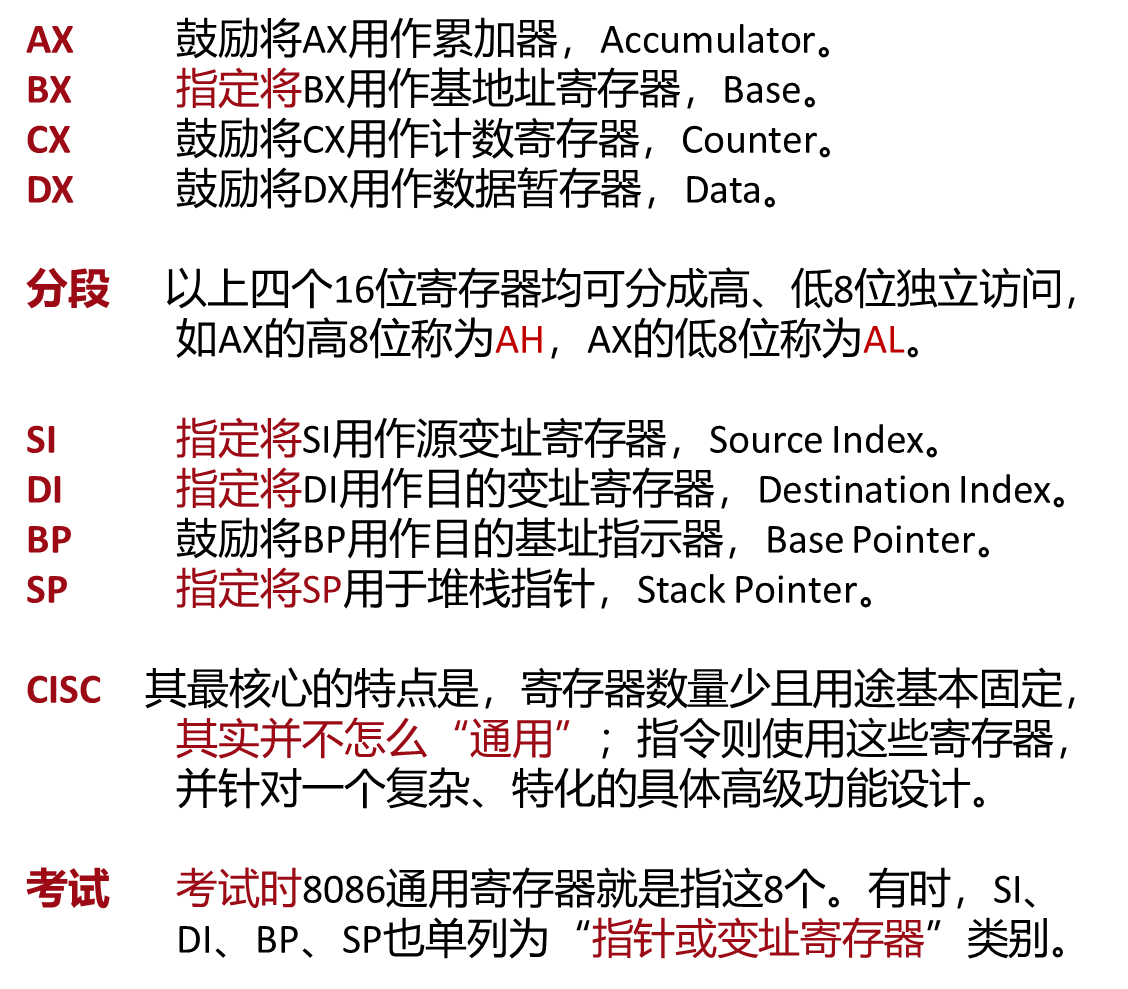 AX 鼓励将AX用作累加器，Accumulator。
BX 指定将BX用作基地址寄存器，Base。
CX 鼓励将CX用作计数寄存器，Counter。
DX 鼓励将DX用作数据暂存器，Data。
分段 以上四个16位寄存器均可分成高、低8位独立访问，
如AX的高8位称为AH，AX的低8位称为AL。
SI 指定将SI用作源变址寄存器，Source Index。
DI 指定将DI用作目的变址寄存器，Destination Index。
BP 鼓励将BP用作目的基址指示器，Base Pointer。
SP 指定将SP用于堆栈指针，Stack Pointer。
CISC 其最核心的特点是，寄存器数量少且用途基本固定，
其实并不怎么“通用”；指令则使用这些寄存器，
并针对一个复杂、特化的具体高级功能设计。
考试 考试时8086通用寄存器就是指这8个。有时，SI、
DI、BP、SP也单列为“指针或变址寄存器”类别。